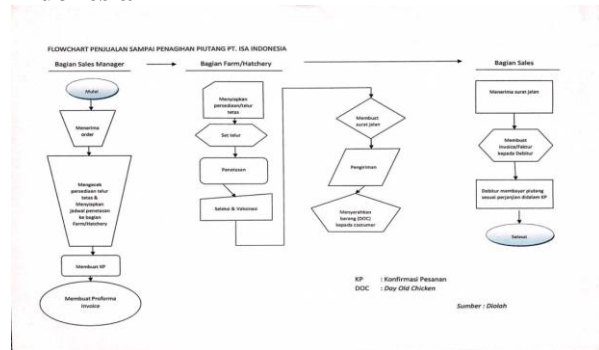 FLOWCHART PENJUALAN SAMPAI PENAGIHAN PIUTANG PT. ISA INDONESIA
Bagian Sales Manager
Mulai
Menerima
order
Mengecek
persediaan telur
tetas &
Menyiapkan
jadwal penetasan
ke bagian
Farm/Hatchery
Membuat KP
Membuat Proforma
Invoice
Bagian Farm/Hatchery
Menyiapkan
persediaan/telur
tetas
Set telur
Penetasan
Seleksi & Vaksinasi
Membuat
surat jalan
Pengiriman
Menyerahkan
barang (DOC)
kepada costumer
Bagian Sales
Menerima surat jalan
Membuat
Invoice/Faktur
kepada Debitur
Debitur membayar piutang
sesuai perjanjian didalam KP
Selesai
KP : Konfirmasi Pesanan
DOC : Day Old Chicken
Sumber : Diolah